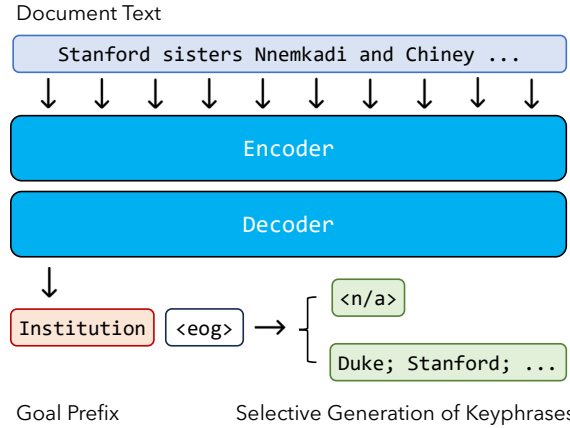 Document Text
Stanford sisters Nnemkadi and Chiney ...
Encoder
Decoder
<n/a>
Institution <eog>
Duke; Stanford; ...
Goal Prefix Selective Generation of Keyphrases